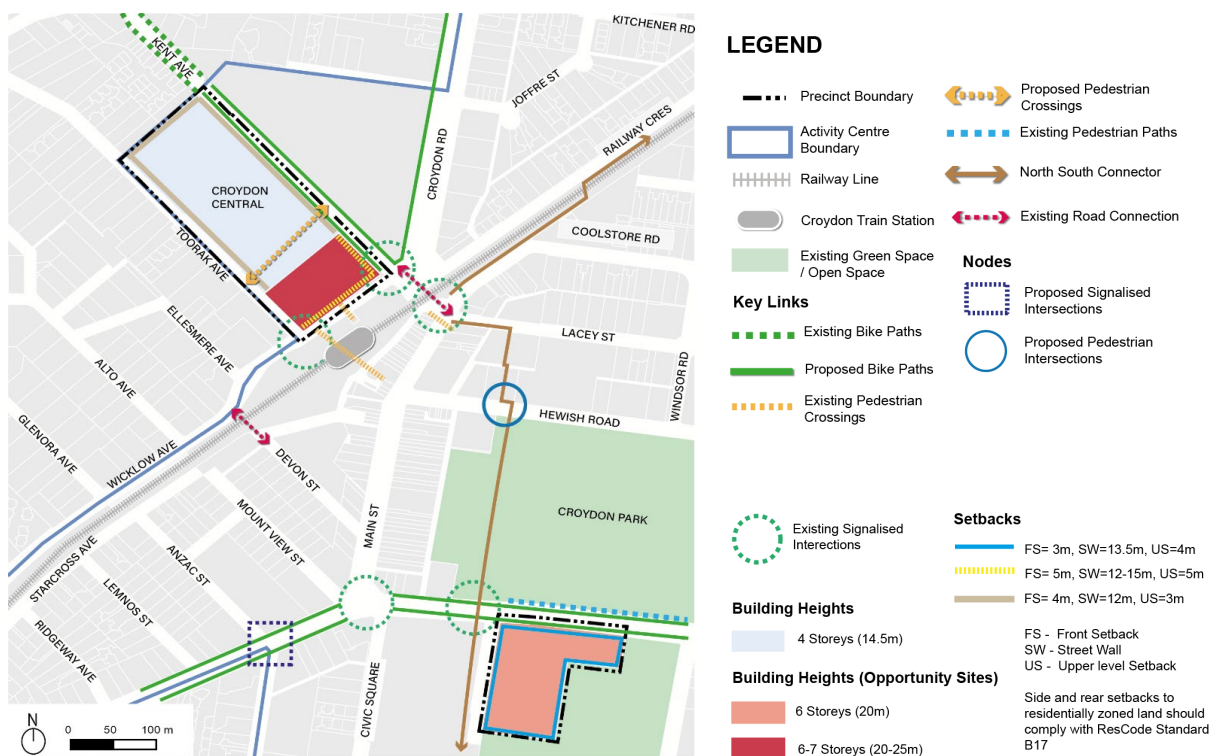 KITCHENER RD
KENT AVE
JOFFRE ST
CROYDON RD
RAILWAY CRES
CROYDON
CENTRAL
COOLSTORE RD
TOORAK AVE
ELLESMERE AVE
LACEY ST
WINDSOR RD
ALTO AVE
HEWISH ROAD
GLENORA AVE
WICKLOW AVE
DEVON ST
CROYDON PARK
MOUNT VIEW ST
MAIN ST
STARCROSS AVE
ANZAC ST
LEMNOS ST
RIDGEWAY AVE
CIVIC SQUARE
N
0 50 100 m
LEGEND
Precinct Boundary
Activity Centre
Boundary
Railway Line
Croydon Train Station
Existing Green Space
/ Open Space
Key Links
Existing Bike Paths
Proposed Bike Paths
Existing Pedestrian
Crossings
Proposed Pedestrian
Crossings
Existing Pedestrian Paths
North South Connector
Existing Road Connection
Nodes
Proposed Signalised
Intersections
Proposed Pedestrian
Intersections
Existing Signalised
Interections
Building Heights
4 Storeys (14.5m)
Building Heights (Opportunity Sites)
6 Storeys (20m)
6-7 Storeys (20-25m)
Setbacks
FS= 3m, SW=13.5m, US=4m
FS= 5m, SW=12-15m, US=5m
FS= 4m, SW=12m, US=3m
FS - Front Setback
SW - Street Wall
US - Upper level Setback
Side and rear setbacks to
residentially zoned land should
comply with ResCode Standard
B17